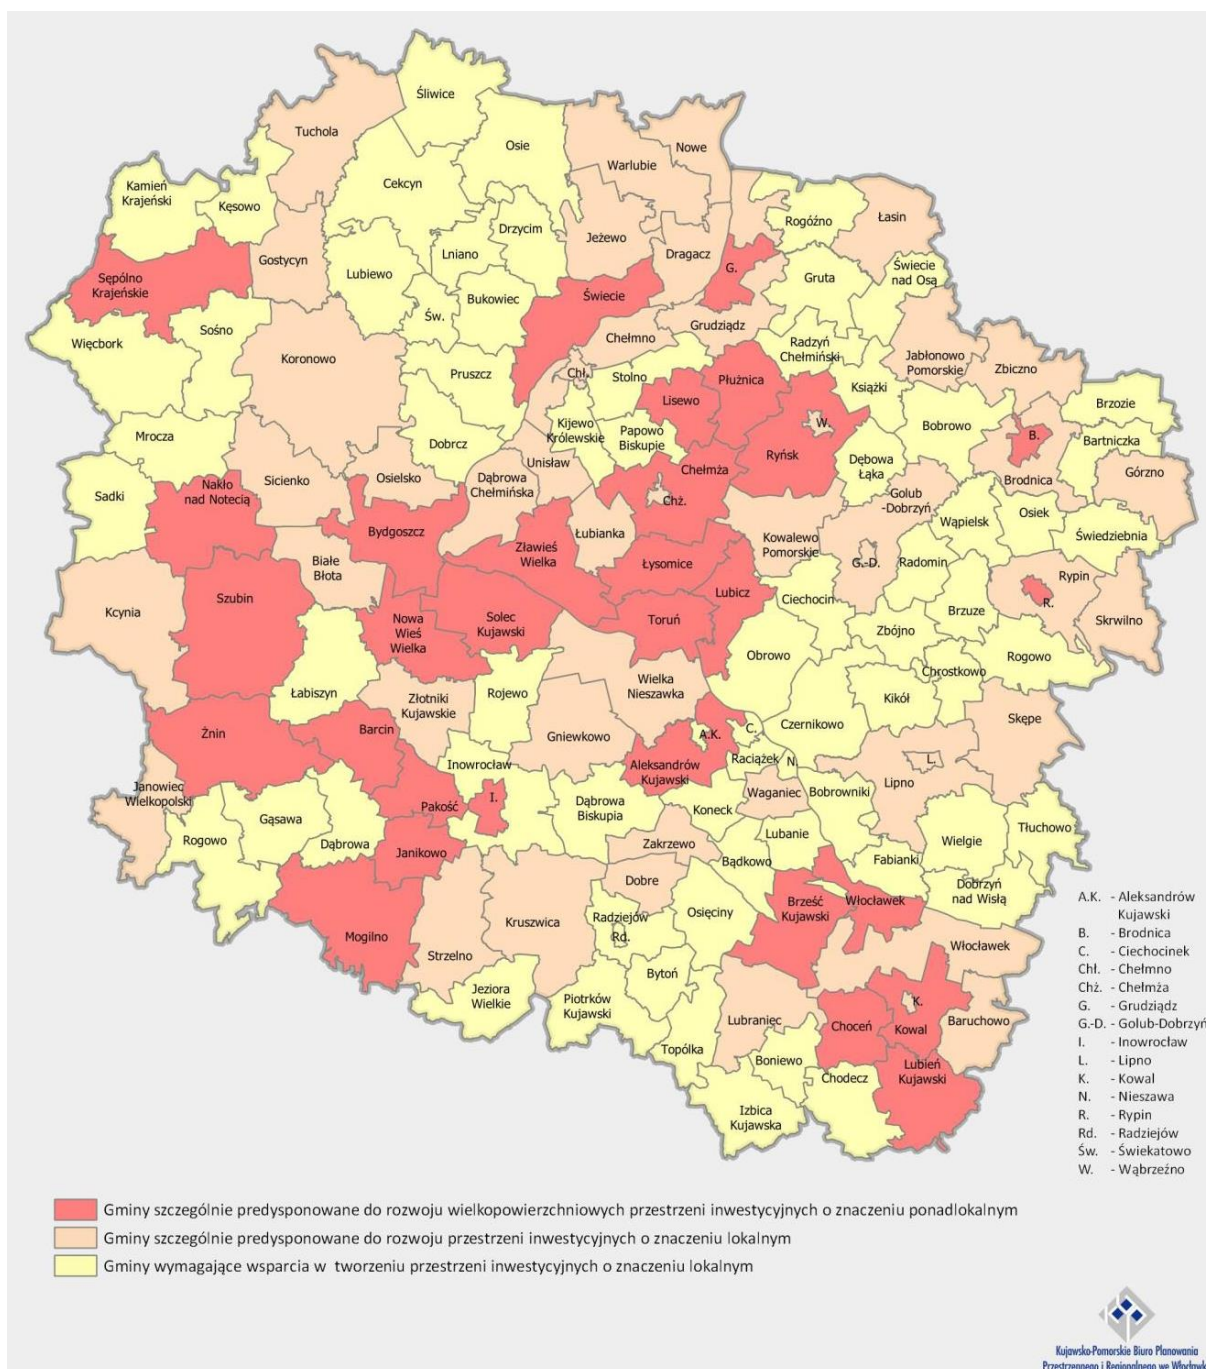 Śliwice
Tuchola
Osie
Nowe
Warlubie
Cekcyn
Kamień
Krajeński
Kęsowo
Rogóźno
Łasin
Drzycim
Jeżewo
Gostycyn
Lniano
Dragacz
Lubiewo
Sępólno
Krajeńskie
G.
Gruta
Świecie
nad Osą
Bukowiec
Świecie
Św.
Sośno
Więcbork
Chełmno
Grudziądz
Koronowo
Radzyń
Chełmiński
Jabłonowo
Pomorskie
Zbiczno
Chł.
Pruszcz
Stolno
Płużnica
Książki
Lisewo
Brzozie
Mrocza
Dobrcz
Kijewo
Królewskie
Papowo
Biskupie
W.
Bobrowo
B.
Bartniczka
Ryńsk
Unisław
Dębowa
Łąka
Chełmża
Górzno
Sadki
Nakło
nad Notecią
Sicienko
Osielsko
Dąbrowa
Chełmińska
Brodnica
Golub
-Dobrzyń
Chż.
Osiek
Wąpielsk
Bydgoszcz
Łubianka
Kowalewo
Pomorskie
Świedziebnia
Zławieś
Wielka
Białe
Błota
Łysomice
G.-D.
Radomin
Rypin
Szubin
Lubicz
Ciechocin
R.
Kcynia
Nowa
Wieś
Wielka
Solec
Kujawski
Toruń
Brzuze
Skrwilno
Zbójno
Obrowo
Rogowo
Chrostkowo
Łabiszyn
Złotniki
Kujawskie
Rojewo
Wielka
Nieszawka
Kikół
Skępe
Czernikowo
Żnin
Barcin
Gniewkowo
A.K.
C.
Inowrocław
Aleksandrów
Kujawski
Raciążek
N.
L.
Lipno
Janowiec
Wielkopolski
Pakość
I.
Waganiec
Bobrowniki
Dąbrowa
Biskupia
Koneck
Gąsawa
Rogowo
Dąbrowa
Tłuchowo
Wielgie
Lubanie
Janikowo
Zakrzewo
Bądkowo
Fabianki
Dobre
Dobrzyń
nad Wisłą
Brześć
Kujawski
Włocławek
Kruszwica
Radziejów
Osięciny
Rd.
Mogilno
Strzelno
Włocławek
Bytoń
Jeziora
Wielkie
Piotrków
Kujawski
K.
Lubraniec
Choceń
Kowal
Baruchowo
Topólka
Boniewo
Lubień
Kujawski
Chodecz
Izbica
Kujawska
A.K. - Aleksandrów
Kujawski
B. - Brodnica
C. - Ciechocinek
Chł. - Chełmno
Chż. - Chełmża
G. - Grudziądz
G.-D. - Golub-Dobrzyń
I. - Inowrocław
L. - Lipno
K. - Kowal
N. - Nieszawa
R. - Rypin
Rd. - Radziejów
Św. - Świekatowo
W. - Wąbrzeźno
Gminy szczególnie predysponowane do rozwoju wielkopowierzchniowych przestrzeni inwestycyjnych o znaczeniu ponadlokalnym
Gminy szczególnie predysponowane do rozwoju przestrzeni inwestycyjnych o znaczeniu lokalnym
Gminy wymagające wsparcia w tworzeniu przestrzeni inwestycyjnych o znaczeniu lokalnym
Kujawsko-Pomorskie Biuro Planowania
Przestrzennego i Regionalnego we Włocławku